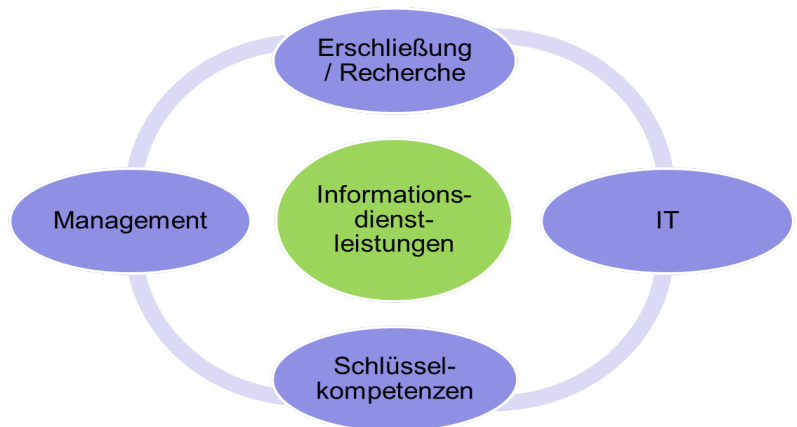 Erschließung
/ Recherche
Management
Informations-
dienst-
leistungen
IT
Schlüssel-
kompetenzen